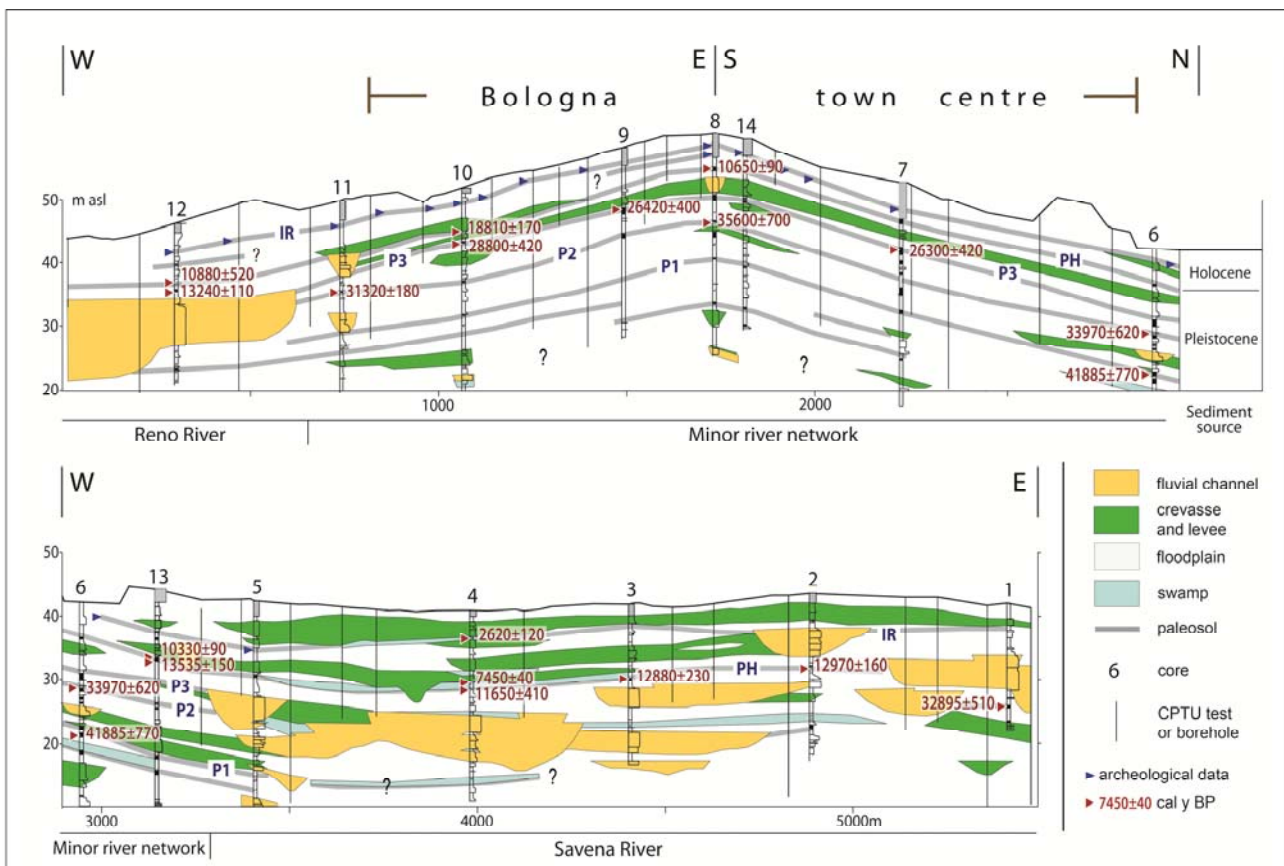 W E S N
Bologna town centre
8 14
9
10650±90
7
10
50
11
26420±400
m asl
12
18810±170
35600±700
6
IR
28800±420
P2
26300±420
PH
?
P3
40
?
P1
P3
Holocene
10880±520
13240±110
31320±180
30
33970±620
Pleistocene
?
?
41885±770
20
1000 2000
Sediment
source
Reno River Minor river network
W E
fluvial channel
crevasse
and levee
50
floodplain
6 13 5 4 3 2 1
swamp
40
2620±120
IR
paleosol
10330±90
13535±150
7450±40
12880±230
PH
12970±160
6 core
30
33970±620
P3
11650±410
P2
32895±510
CPTU test
or borehole
41885±770
20
P1
? ?
archeological data
7450±40 cal y BP
3000 4000 5000m
Minor river network Savena River